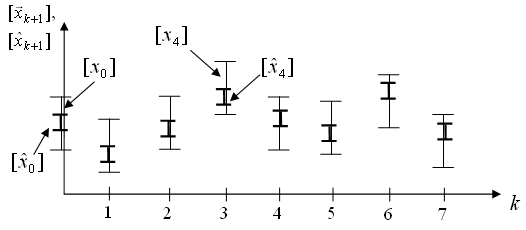 [x⃗ₖ₊₁],
[x̂ₖ₊₁]
[x₄]
[x₀]
[x̂₄]
[x̂₀]
1 2 3 4 5 6 7
k